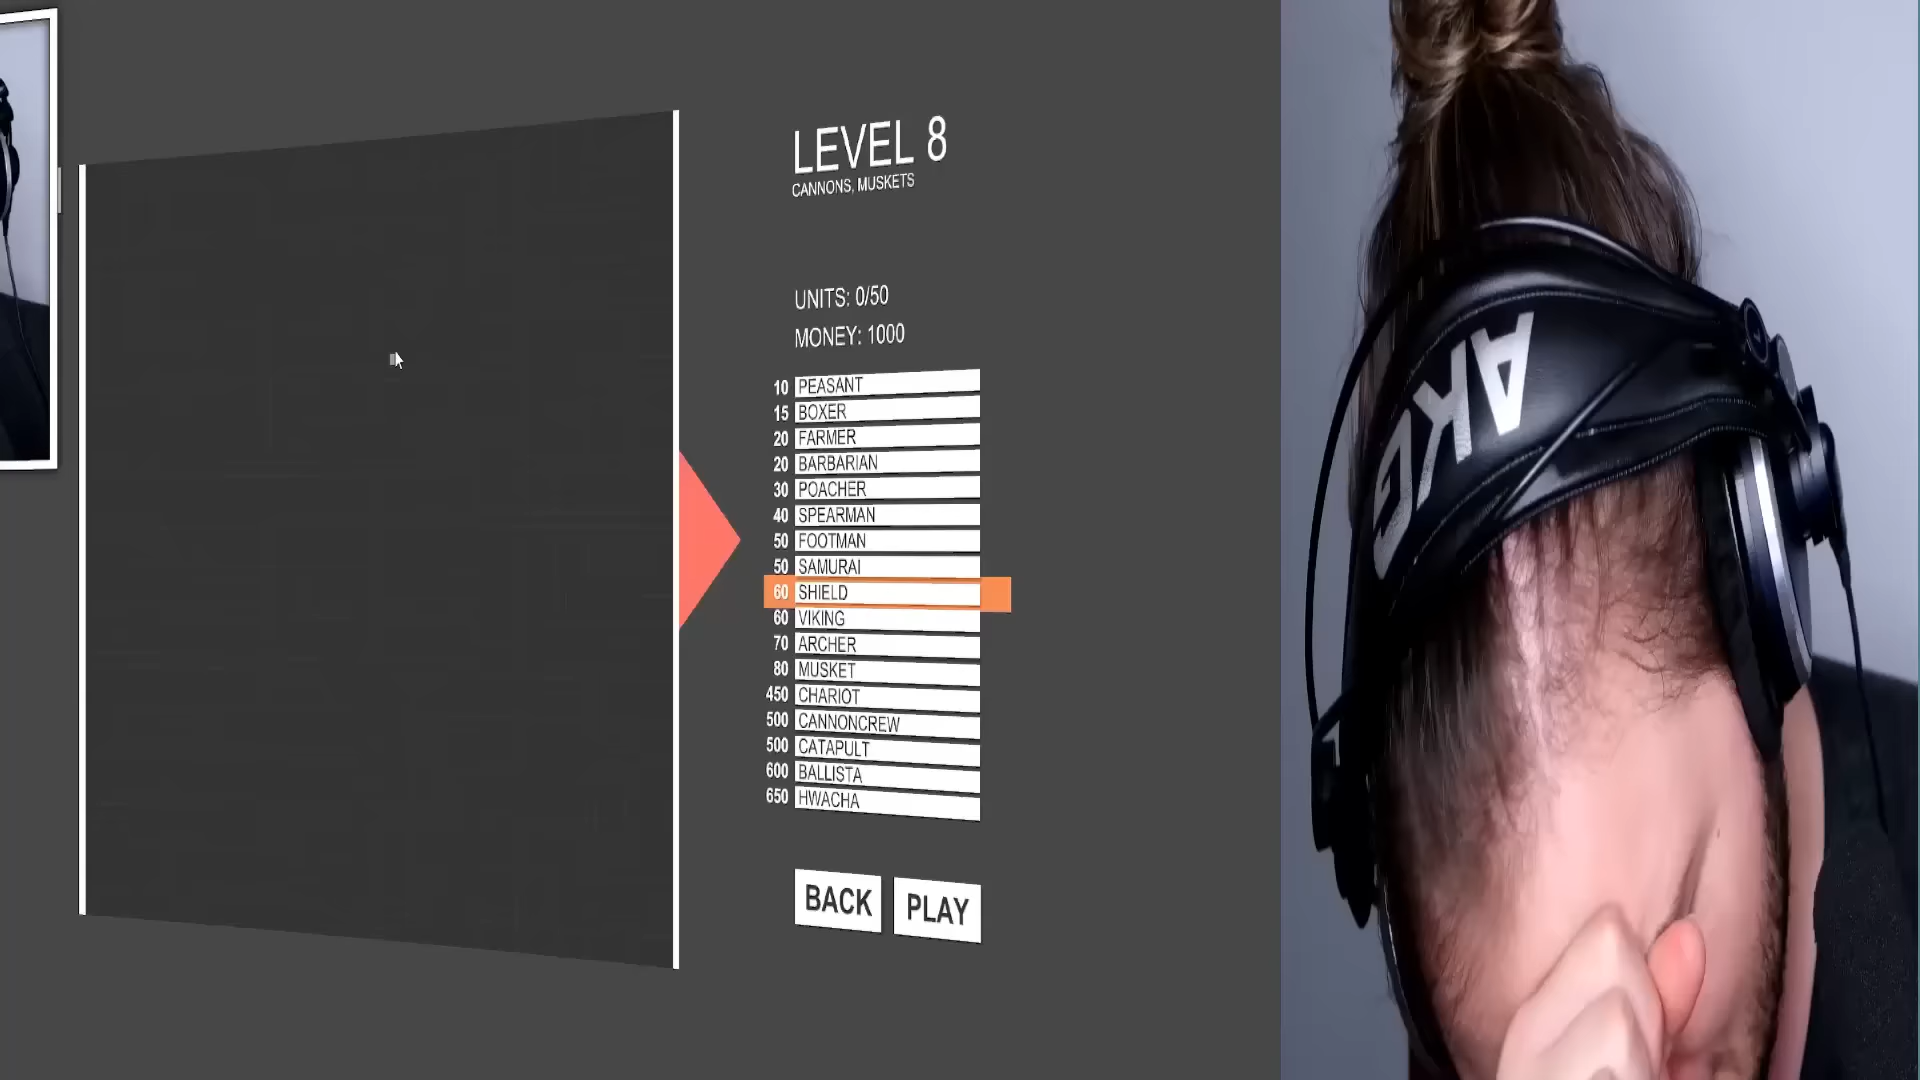 LEVEL 8
CANNONS, MUSKETS
UNITS: 0/50
MONEY: 1000
10 PEASANT
15 BOXER
20 FARMER
20 BARBARIAN
30 POACHER
40 SPEARMAN
50 FOOTMAN
50 SAMURAI
60 SHIELD
60 VIKING
70 ARCHER
80 MUSKET
450 CHARIOT
500 CANNONCREW
500 CATAPULT
600 BALLISTA
650 HWACHA
BACK PLAY
AKG